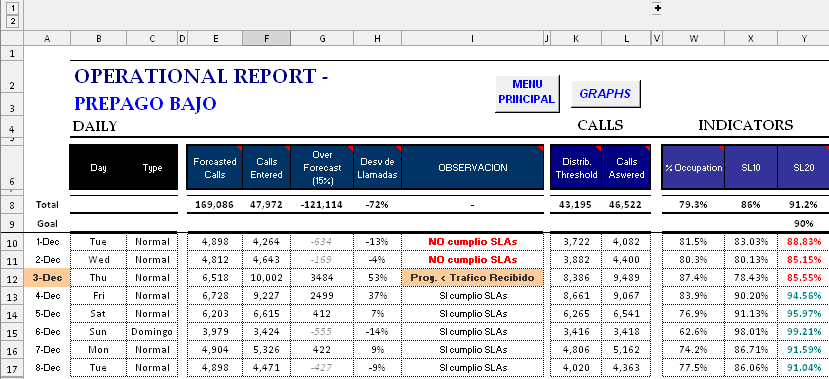 1
2
A B C D E F G H I J K L V W X Y
1
2 OPERATIONAL REPORT - MENU PRINCIPAL GRAPHS
3 PREPAGO BAJO
4 DAILY CALLS INDICATORS
6 Day Type Forcasted Calls Calls Entered Over Forecast (15%) Desv de Llamadas OBSERVACION Distrib. Threshold Calls Aswered % Occupation SL10 SL20
8 Total 169,086 47,972 -121,114 -72% - 43,195 46,522 79.3% 86% 91.2%
9 Goal 90%
10 1-Dec Tue Normal 4,898 4,264 -634 -13% NO cumplio SLAs 3,722 4,082 81.5% 83.03% 88.83%
11 2-Dec Wed Normal 4,812 4,643 -169 -4% NO cumplio SLAs 3,882 4,400 80.3% 80.13% 85.15%
12 3-Dec Thu Normal 6,518 10,002 3484 53% Proy. < Trafico Recibido 8,386 9,489 87.4% 78.43% 85.55%
13 4-Dec Fri Normal 6,728 9,227 2499 37% SI cumplio SLAs 8,661 9,067 83.9% 90.20% 94.56%
14 5-Dec Sat Normal 6,203 6,615 412 7% SI cumplio SLAs 6,265 6,541 76.9% 91.13% 95.97%
15 6-Dec Sun Domingo 3,979 3,424 -555 -14% SI cumplio SLAs 3,416 3,418 62.6% 98.01% 99.21%
16 7-Dec Mon Normal 4,904 5,326 422 9% SI cumplio SLAs 4,806 5,162 74.2% 86.71% 91.59%
17 8-Dec Tue Normal 4,898 4,471 -427 -9% SI cumplio SLAs 4,020 4,363 77.5% 86.06% 91.04%